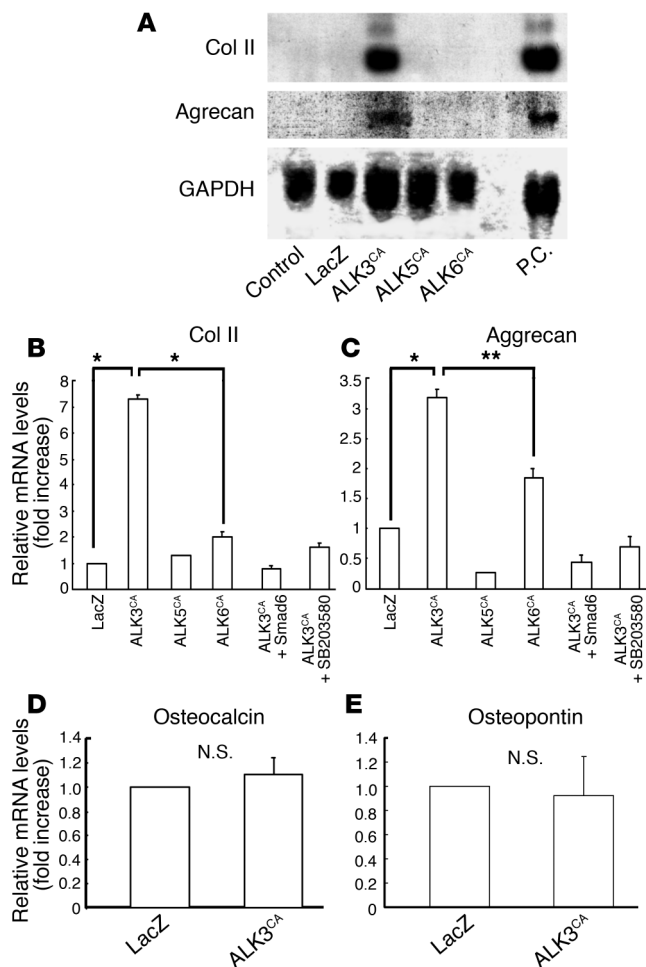 A
Col II
Agrecan
GAPDH
Control
LacZ
ALK3CA
ALK5CA
ALK6CA
P.C.
B
Col II
Relative mRNA levels
(fold increase)
8
7
6
5
4
2
1
0
*
*
LacZ
ALK3CA
ALK5CA
ALK6CA
ALK3CA
+ Smad6
ALK3CA
+ SB203580
C
Aggrecan
3.5
3
2.5
2
1.5
1
0.5
0
*
**
LacZ
ALK3CA
ALK5CA
ALK6CA
ALK3CA
+ Smad6
ALK3CA
+ SB203580
D
Osteocalcin
Relative mRNA levels
(fold increase)
1.4
1.2
1.0
0.8
0.6
0.4
0.2
0
N.S.
LacZ
ALK3CA
E
Osteopontin
1.4
1.2
1.0
0.8
0.6
0.4
0.2
0
N.S.
LacZ
ALK3CA